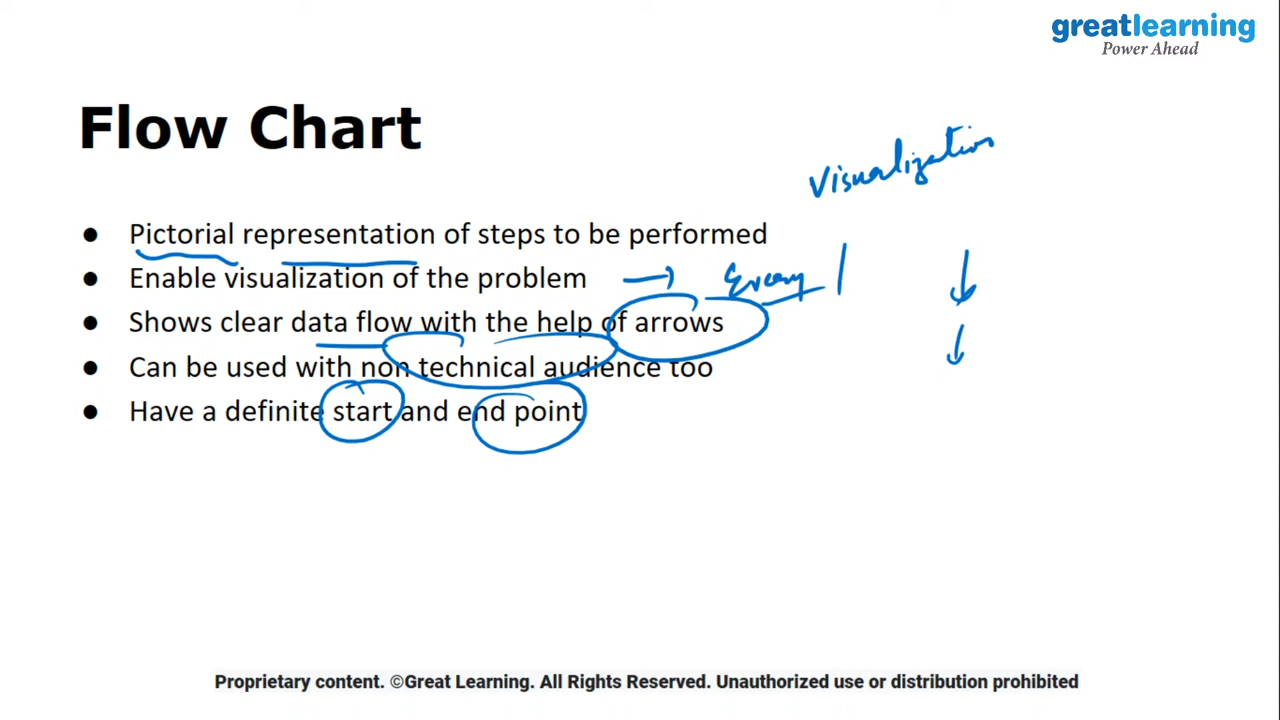 greatlearning
Power Ahead
Flow Chart
Visualization
● Pictorial representation of steps to be performed
● Enable visualization of the problem → Every
● Shows clear data flow with the help of arrows
● Can be used with non technical audience too
● Have a definite start and end point
Proprietary content. ©Great Learning. All Rights Reserved. Unauthorized use or distribution prohibited